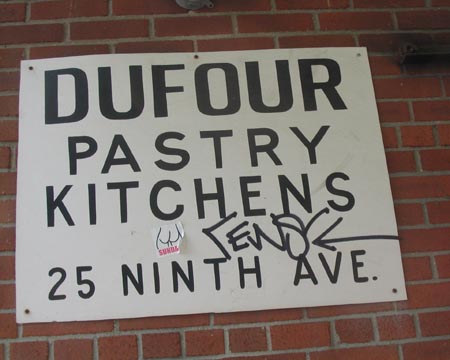 DUFOUR
PASTRY
KITCHENS
25 NINTH AVE.